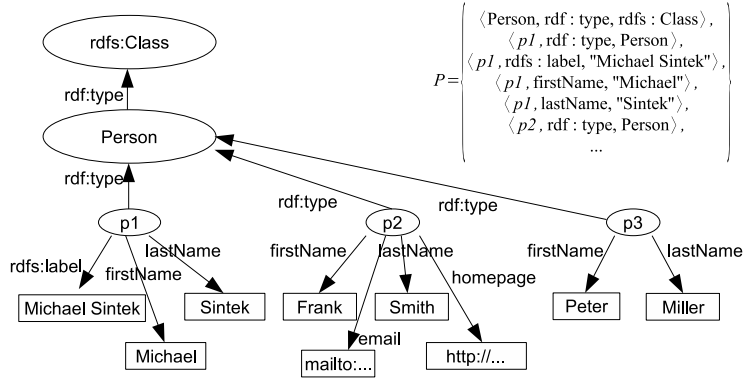 rdfs:Class
rdf:type
Person
rdf:type
rdf:type
rdf:type
P= { ⟨Person, rdf : type, rdfs : Class⟩,
⟨p1, rdf : type, Person⟩,
⟨p1, rdfs : label, "Michael Sintek"⟩,
⟨p1, firstName, "Michael"⟩,
⟨p1, lastName, "Sintek"⟩,
⟨p2, rdf : type, Person⟩,
... }
p1
p2
p3
rdfs:label
firstName
lastName
firstName
lastName
homepage
email
firstName
lastName
Michael Sintek
Sintek
Frank
Smith
Peter
Miller
Michael
mailto:...
http://...